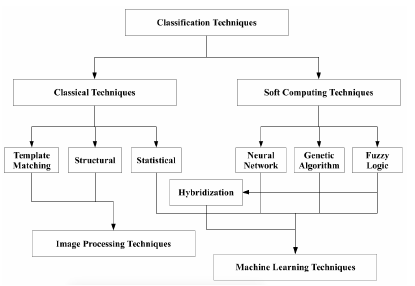 Classification Techniques
Classical Techniques
Soft Computing Techniques
Template
Matching
Structural
Statistical
Neural
Network
Genetic
Algorithm
Fuzzy
Logic
Hybridization
Image Processing Techniques
Machine Learning Techniques